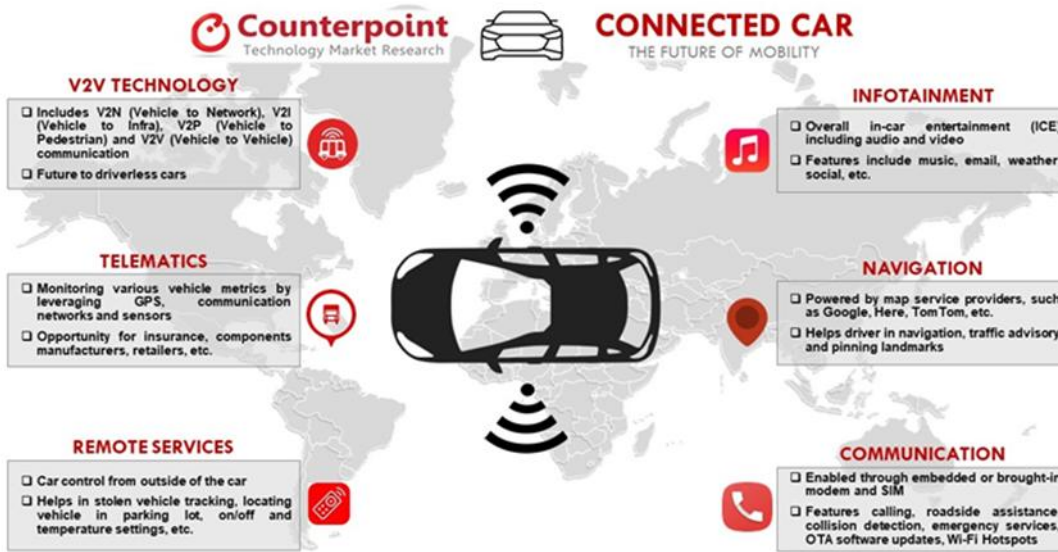 Counterpoint
Technology Market Research
CONNECTED CAR
THE FUTURE OF MOBILITY
V2V TECHNOLOGY
❑ Includes V2N (Vehicle to Network), V2I
(Vehicle to Infra), V2P (Vehicle to
Pedestrian) and V2V (Vehicle to Vehicle)
communication
❑ Future to driverless cars
TELEMATICS
❑ Monitoring various vehicle metrics by
leveraging GPS, communication
networks and sensors
❑ Opportunity for insurance, components
manufacturers, retailers, etc.
REMOTE SERVICES
❑ Car control from outside of the car
❑ Helps in stolen vehicle tracking, locating
vehicle in parking lot, on/off and
temperature settings, etc.
INFOTAINMENT
❑ Overall in-car entertainment (ICE)
including audio and video
❑ Features include music, email, weather,
social, etc.
NAVIGATION
❑ Powered by map service providers, such
as Google, Here, TomTom, etc.
❑ Helps driver in navigation, traffic advisory
and pinning landmarks
COMMUNICATION
❑ Enabled through embedded or brought-in
modem and SIM
❑ Features calling, roadside assistance,
collision detection, emergency services,
OTA software updates, Wi-Fi Hotspots